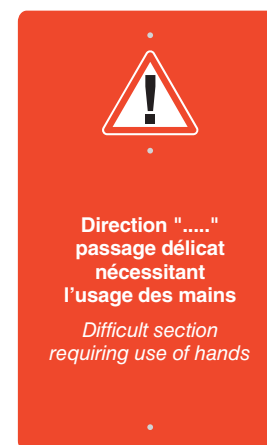 !
Direction "....."
passage délicat
nécessitant
l'usage des mains
Difficult section
requiring use of hands